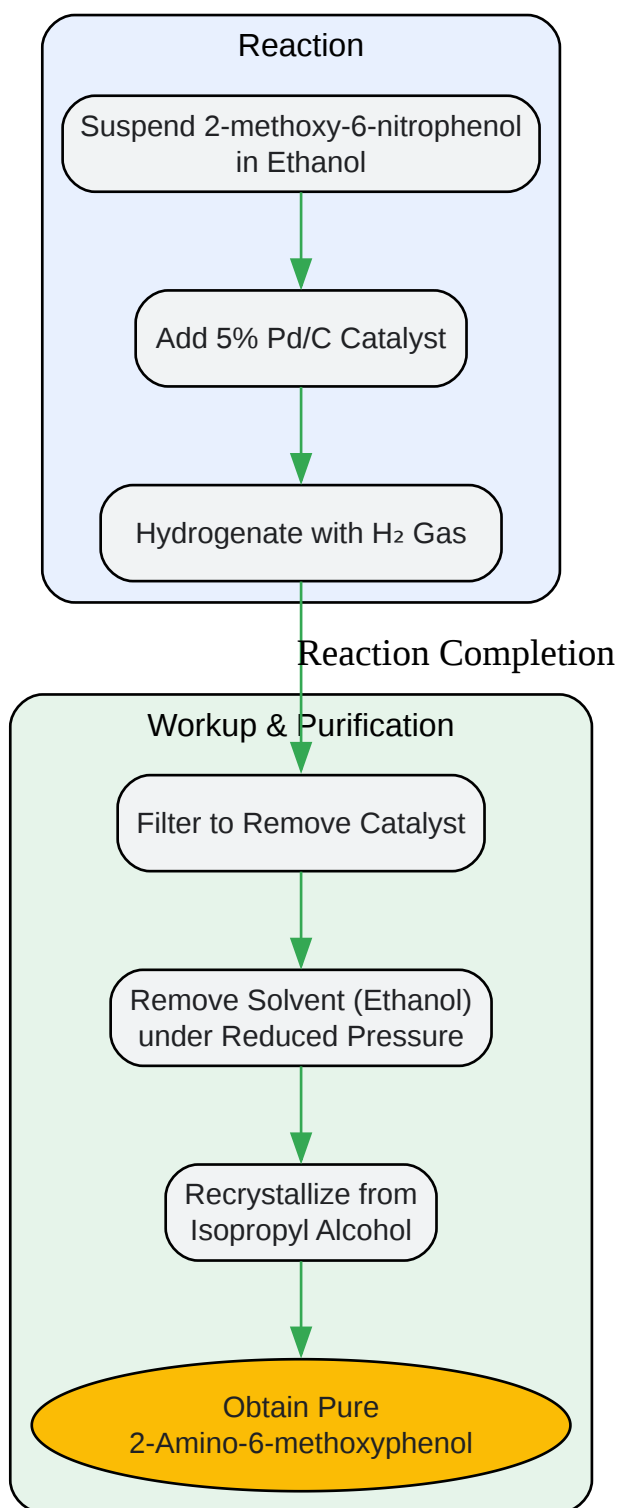 Reaction
Suspend 2-methoxy-6-nitrophenol
in Ethanol
Add 5% Pd/C Catalyst
Hydrogenate with H₂ Gas
Reaction Completion
Workup & Purification
Filter to Remove Catalyst
Remove Solvent (Ethanol)
under Reduced Pressure
Recrystallize from
Isopropyl Alcohol
Obtain Pure
2-Amino-6-methoxyphenol